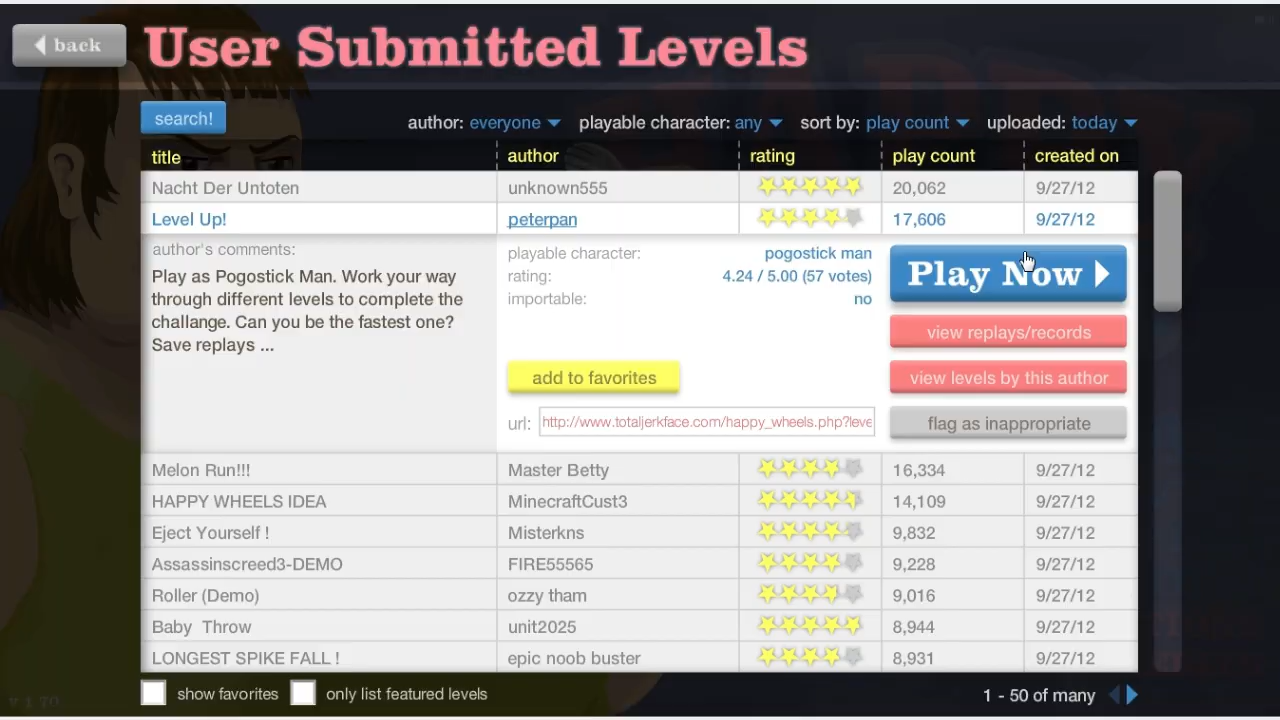 back
User Submitted Levels
search!
author: everyone playable character: any sort by: play count uploaded: today
title author rating play count created on
Nacht Der Untoten unknown555 20,062 9/27/12
Level Up! peterpan 17,606 9/27/12
author's comments:
Play as Pogostick Man. Work your way
through different levels to complete the
challange. Can you be the fastest one?
Save replays ...
playable character: pogostick man
rating: 4.24 / 5.00 (57 votes)
importable: no
add to favorites
url: http://www.totaljerkface.com/happy_wheels.php?leve
Play Now
view replays/records
view levels by this author
flag as inappropriate
Melon Run!!! Master Betty 16,334 9/27/12
HAPPY WHEELS IDEA MinecraftCust3 14,109 9/27/12
Eject Yourself ! Misterkns 9,832 9/27/12
Assassinscreed3-DEMO FIRE55565 9,228 9/27/12
Roller (Demo) ozzy tham 9,016 9/27/12
Baby Throw unit2025 8,944 9/27/12
LONGEST SPIKE FALL ! epic noob buster 8,931 9/27/12
show favorites only list featured levels 1 - 50 of many
v 1.70